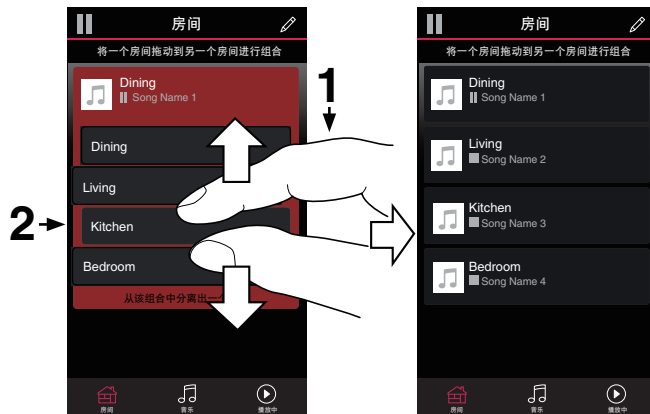 房间
将一个房间拖动到另一个房间进行组合
Dining
Song Name 1
Dining
Living
Kitchen
Bedroom
从该组合中分离出一个
房间
音乐
播放中
1
2
房间
将一个房间拖动到另一个房间进行组合
Dining
Song Name 1
Living
Song Name 2
Kitchen
Song Name 3
Bedroom
Song Name 4
房间
音乐
播放中